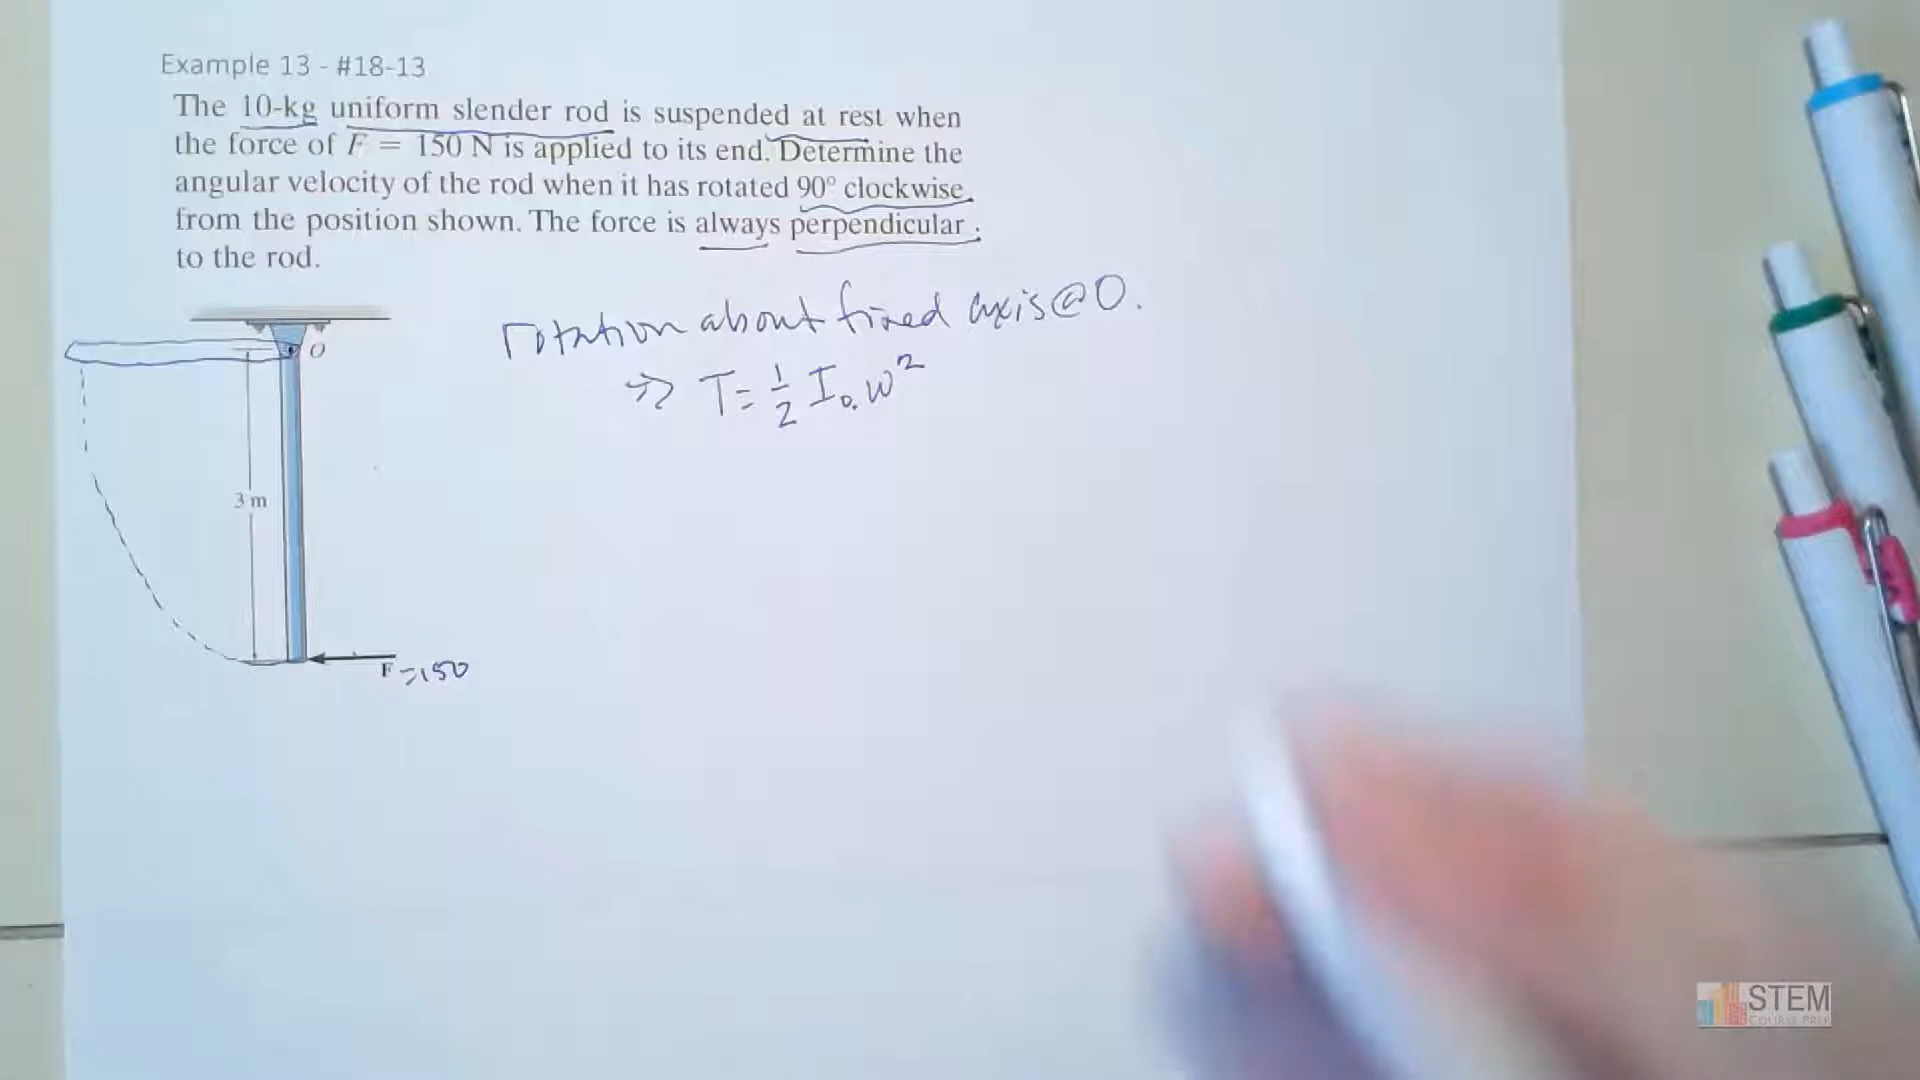 Example 13 - #18-13
The 10-kg uniform slender rod is suspended at rest when
the force of F = 150 N is applied to its end. Determine the
angular velocity of the rod when it has rotated 90° clockwise
from the position shown. The force is always perpendicular
to the rod.
rotation about fixed axis @ O.
O
⇒ T = 1/2 I₀ ω²
3 m
F = 150
STEM
COURSE PREP